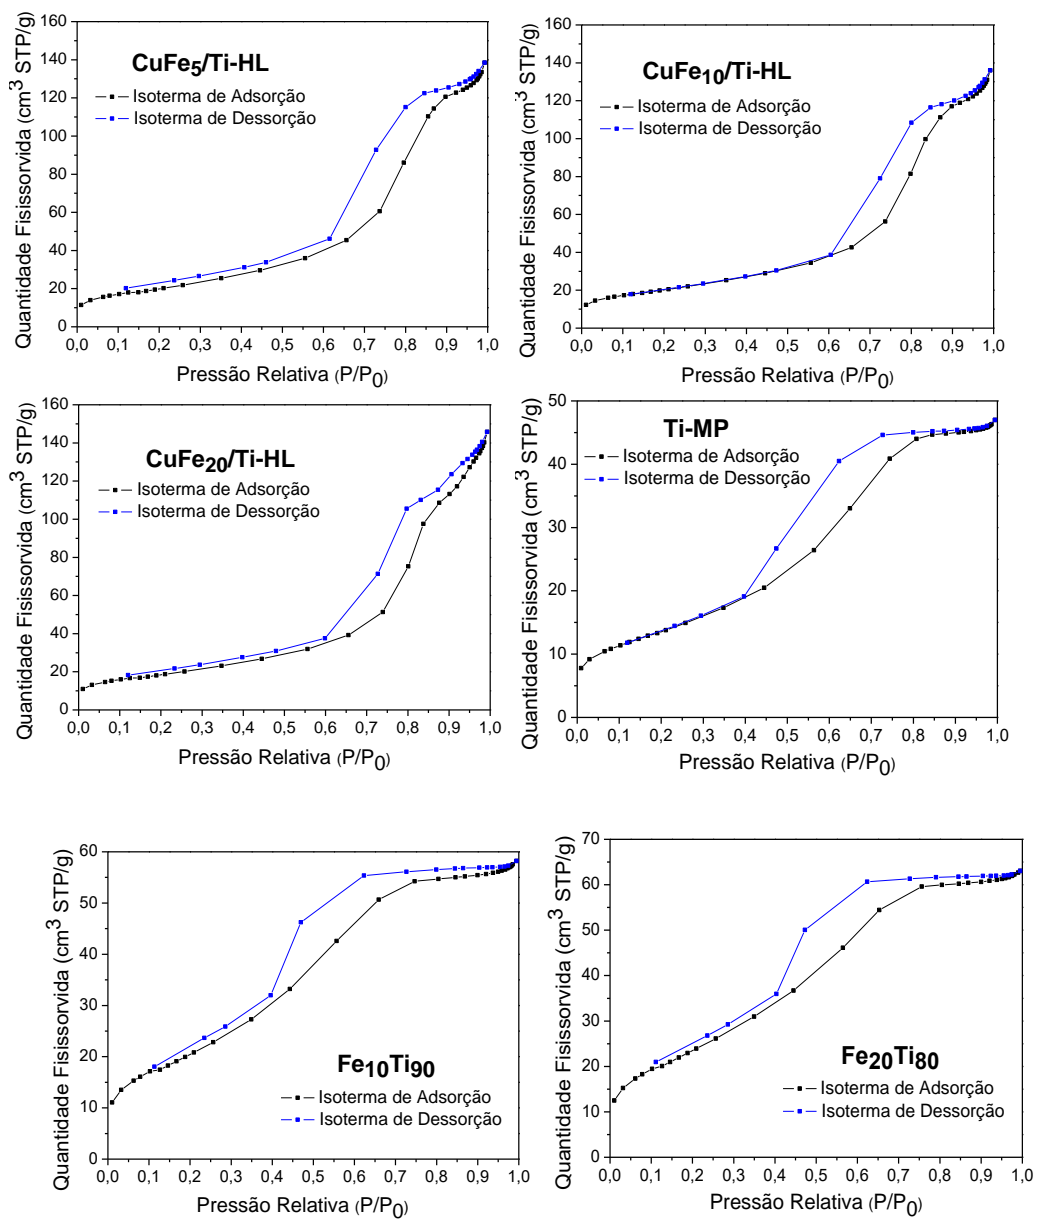 CuFe5/Ti-HL
Isoterma de Adsorção
Isoterma de Dessorção
Quantidade Fisissorvida (cm3 STP/g)
160
140
120
100
80
60
40
20
0
0,0 0,1 0,2 0,3 0,4 0,5 0,6 0,7 0,8 0,9 1,0
Pressão Relativa (P/P0)
CuFe10/Ti-HL
Isoterma de Adsorção
Isoterma de Dessorção
Quantidade Fisissorvida (cm3 STP/g)
160
140
120
100
80
60
40
20
0
0,0 0,1 0,2 0,3 0,4 0,5 0,6 0,7 0,8 0,9 1,0
Pressão Relativa (P/P0)
CuFe20/Ti-HL
Isoterma de Adsorção
Isoterma de Dessorção
Quantidade Fisissorvida (cm3 STP/g)
160
140
120
100
80
60
40
20
0
0,0 0,1 0,2 0,3 0,4 0,5 0,6 0,7 0,8 0,9 1,0
Pressão Relativa (P/P0)
Ti-MP
Isoterma de Adsorção
Isoterma de Dessorção
Quantidade Fisissorvida (cm3 STP/g)
50
40
30
20
10
0
0,0 0,1 0,2 0,3 0,4 0,5 0,6 0,7 0,8 0,9 1,0
Pressão Relativa (P/P0)
Fe10Ti90
Isoterma de Adsorção
Isoterma de Dessorção
Quantidade Fisissorvida (cm3 STP/g)
60
50
40
30
20
10
0
0,0 0,1 0,2 0,3 0,4 0,5 0,6 0,7 0,8 0,9 1,0
Pressão Relativa (P/P0)
Fe20Ti80
Isoterma de Adsorção
Isoterma de Dessorção
Quantidade Fisissorvida (cm3 STP/g)
70
60
50
40
30
20
10
0
0,0 0,1 0,2 0,3 0,4 0,5 0,6 0,7 0,8 0,9 1,0
Pressão Relativa (P/P0)